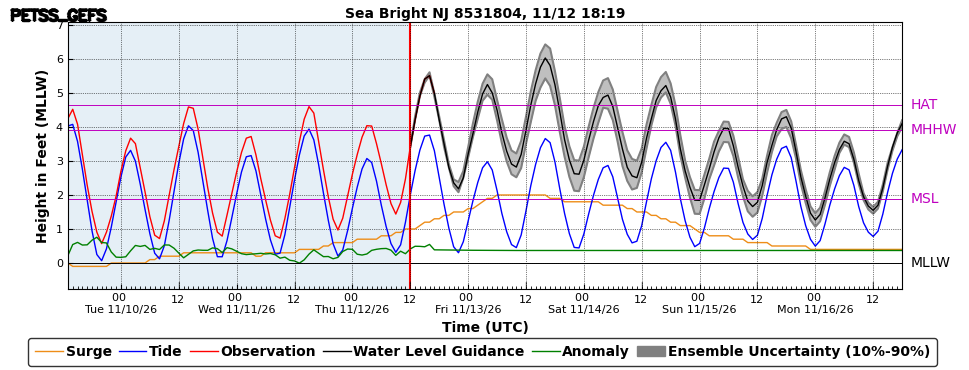 PETSS_GEFS
Sea Bright NJ 8531804, 11/12 18:19
Height in Feet (MLLW)
7
6
5
4
3
2
1
0
HAT
MHHW
MSL
MLLW
00 12 00 12 00 12 00 12 00 12 00 12 00 12
Tue 11/10/26 Wed 11/11/26 Thu 11/12/26 Fri 11/13/26 Sat 11/14/26 Sun 11/15/26 Mon 11/16/26
Time (UTC)
Surge Tide Observation Water Level Guidance Anomaly Ensemble Uncertainty (10%-90%)